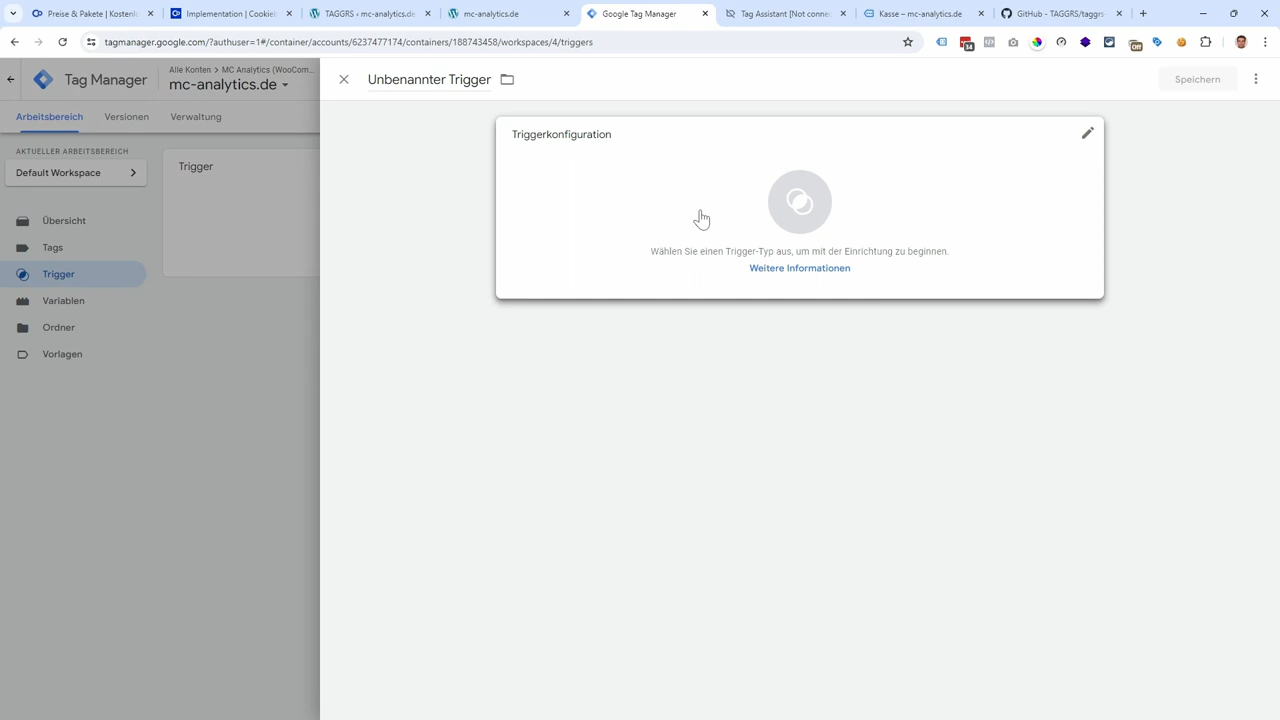 Preise & Pakete | Kostenl
Implementation | Cookieb
TAGGRS ‹ mc-analytics.de
mc-analytics.de
Google Tag Manager
Tag Assistant [Not connec
Kasse – mc-analytics.de
GitHub - TAGGRS/taggrs-
tagmanager.google.com/?authuser=1#/container/accounts/6237477174/containers/188743458/workspaces/4/triggers
14
Off
Tag Manager
Alle Konten > MC Analytics (WooCom...
mc-analytics.de
Unbenannter Trigger
Speichern
Arbeitsbereich
Versionen
Verwaltung
AKTUELLER ARBEITSBEREICH
Default Workspace
Übersicht
Tags
Trigger
Variablen
Ordner
Vorlagen
Trigger
Triggerkonfiguration
Wählen Sie einen Trigger-Typ aus, um mit der Einrichtung zu beginnen.
Weitere Informationen